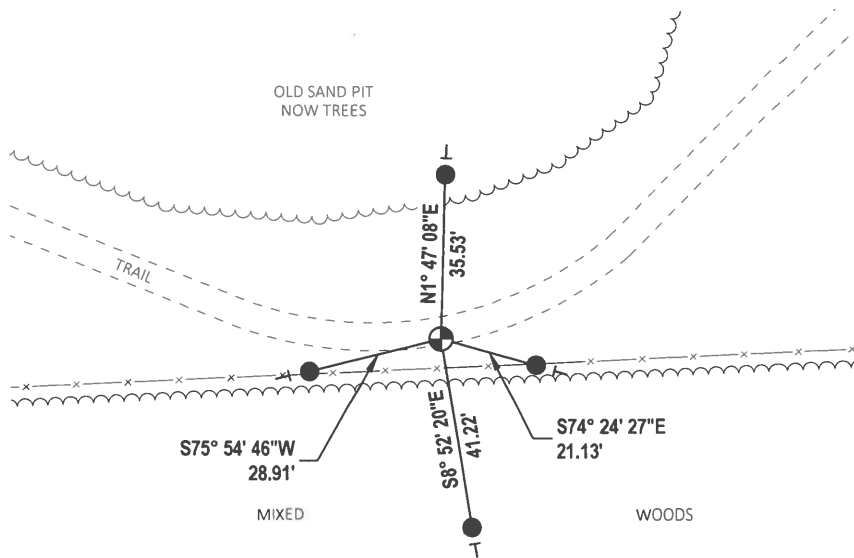 OLD SAND PIT
NOW TREES
N1° 47' 08"E
35.53'
TRAIL
S75° 54' 46"W
28.91'
S8° 52' 20"E
41.22'
S74° 24' 27"E
21.13'
MIXED
WOODS